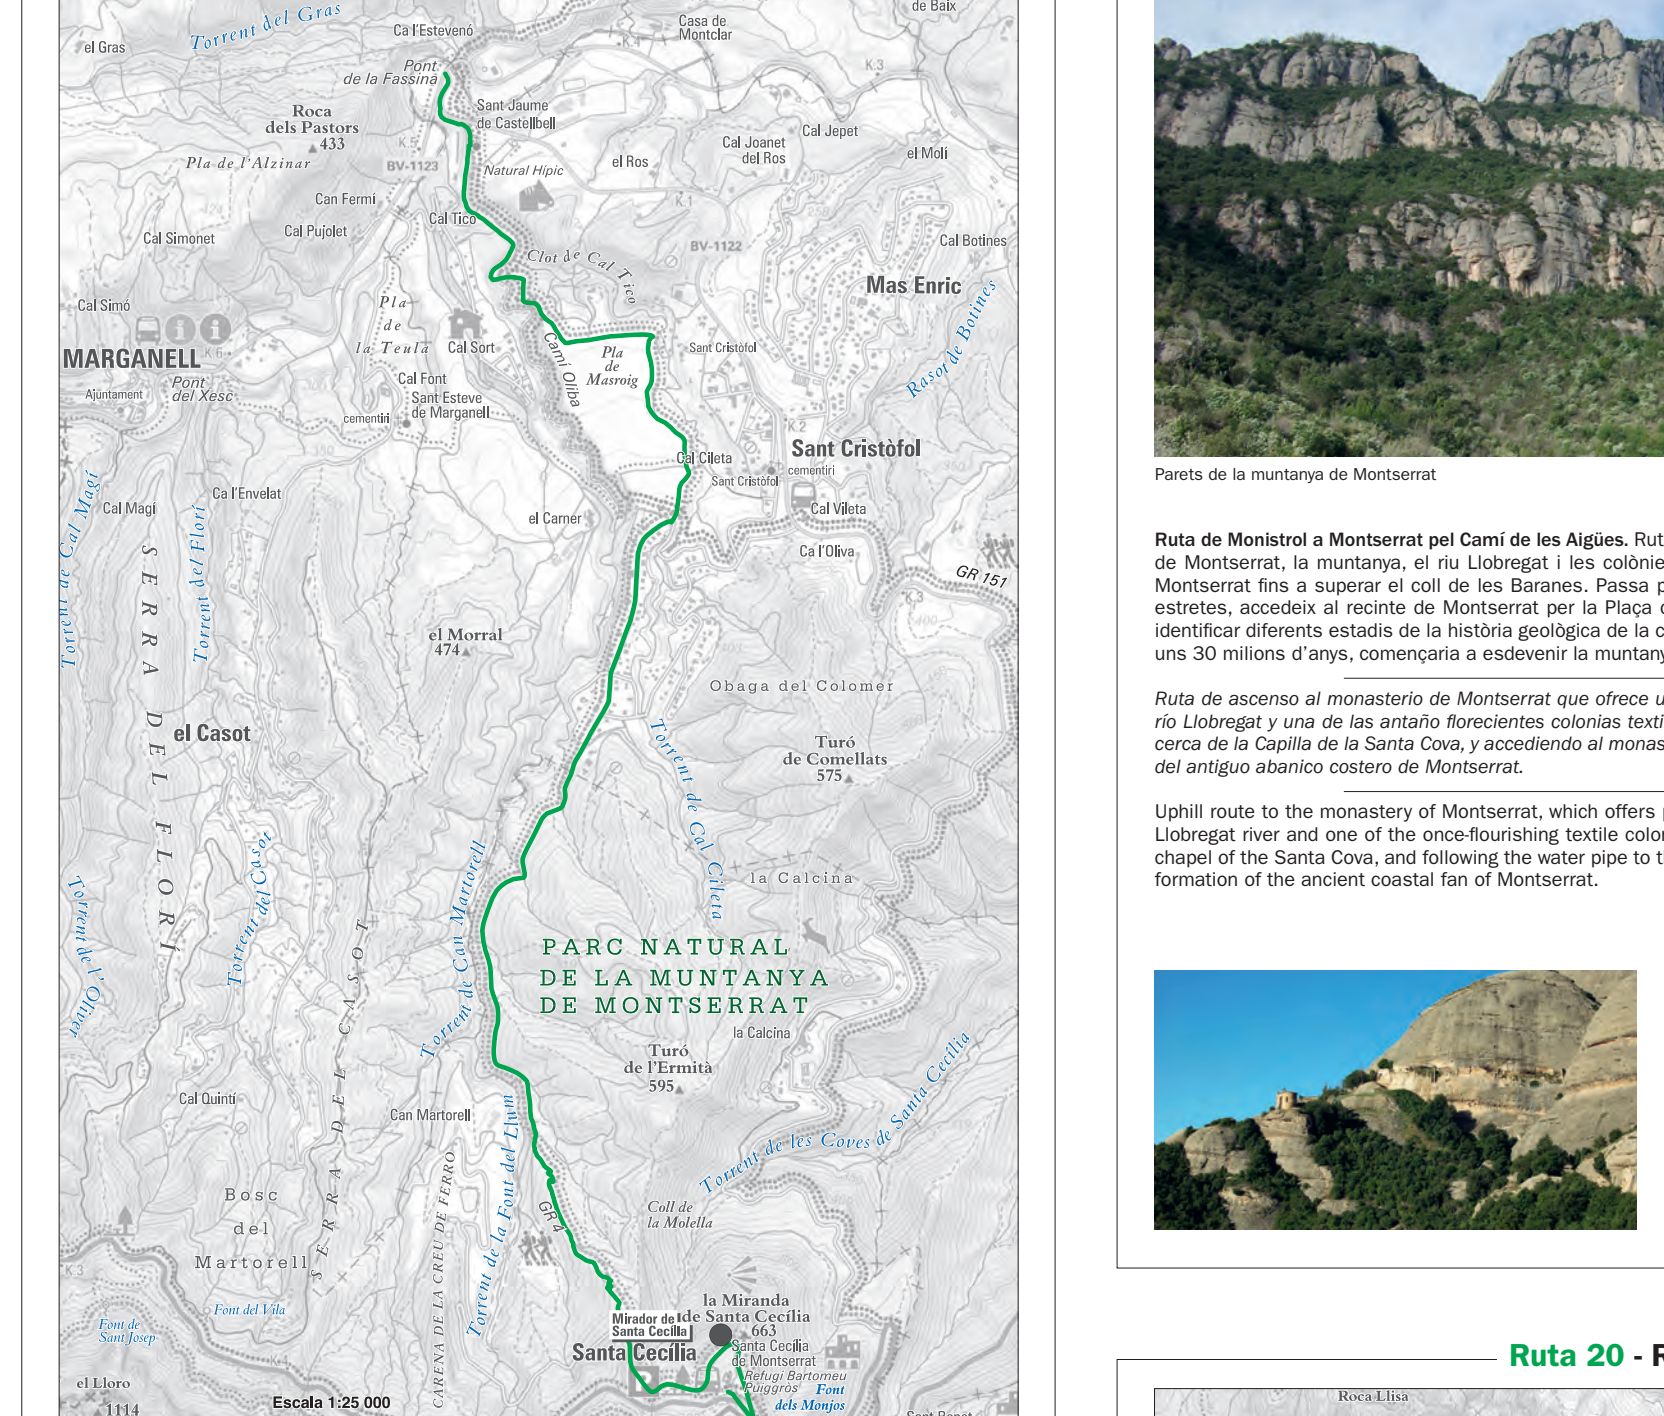 Torrent del Gras
el Gras
Ca l'Estevenó
Casa de
Montclar
de Baix
K.4
K.3
Pont
de la Fassina
Roca
dels Pastors
433
Sant Jaume
de Castellbell
Cal Joanet
del Ros
Cal Jepet
el Molí
Pla de l'Alzinar
K.5
BV-1123
Natural Hípic
el Ros
Can Fermí
K.1
Cal Tico
Cal Simonet
Cal Pujolet
BV-1122
Cal Botines
Clot de Cal Tico
Mas Enric
Rasot de Botines
Cal Simó
Pla
de
la Teulà
Cal Sort
Camí Oliba
Pla
de
Masroig
Sant Cristòfol
MARGANELL
K 6
Ajuntament
Pont
del Xesc
Cal Font
Sant Esteve
de Marganell
cementiri
K.2
Sant Cristòfol
cementiri
Cal Cileta
Sant Cristòfol
Torrent de Cal Magí
Cal Magí
Torrent del Florí
Ca l'Envelat
el Carner
Cal Vileta
Ca l'Oliva
GR 151
K.3
SERRA DEL FLORÍ
el Morral
474
Obaga del Colomer
el Casot
Turó
de Comellats
575
Torrent de Cal Cileta
Torrent del Casot
Torrent de Can Martorell
la Calcina
Torrent de l'Oliver
SERRA DEL CASOT
PARC NATURAL
DE LA MUNTANYA
DE MONTSERRAT
la Calcina
Turó
de l'Ermità
595
Torrent de les Coves de Santa Cecília
Cal Quintí
Can Martorell
Torrent de la Font del Llum
CARENA DE LA CREU DE FERRO
Bosc
del
Martorell
GR 4
Coll de
la Molella
K.3
Font del Vila
Font de
Sant Josep
la Miranda
de Santa Cecília
663
Mirador de
Santa Cecília
Santa Cecília
Santa Cecília
de Montserrat
Refugi Bartomeu
Puiggròs
Font
dels Monjos
el Lloro
1114
Escala 1:25 000
Sant Benet
Parets de la muntanya de Montserrat
Ruta de Monistrol a Montserrat pel Camí de les Aigües. Rut
de Montserrat, la muntanya, el riu Llobregat i les colònie
Montserrat fins a superar el coll de les Baranes. Passa p
estretes, accedeix al recinte de Montserrat per la Plaça d
identificar diferents estadis de la història geològica de la c
uns 30 milions d'anys, començaria a esdevenir la muntany
Ruta de ascenso al monasterio de Montserrat que ofrece u
río Llobregat y una de las antaño florecientes colonias texti
cerca de la Capilla de la Santa Cova, y accediendo al monas
del antiguo abanico costero de Montserrat.
Uphill route to the monastery of Montserrat, which offers p
Llobregat river and one of the once-flourishing textile color
chapel of the Santa Cova, and following the water pipe to t
formation of the ancient coastal fan of Montserrat.
Ruta 20 - R
Roca Llisa